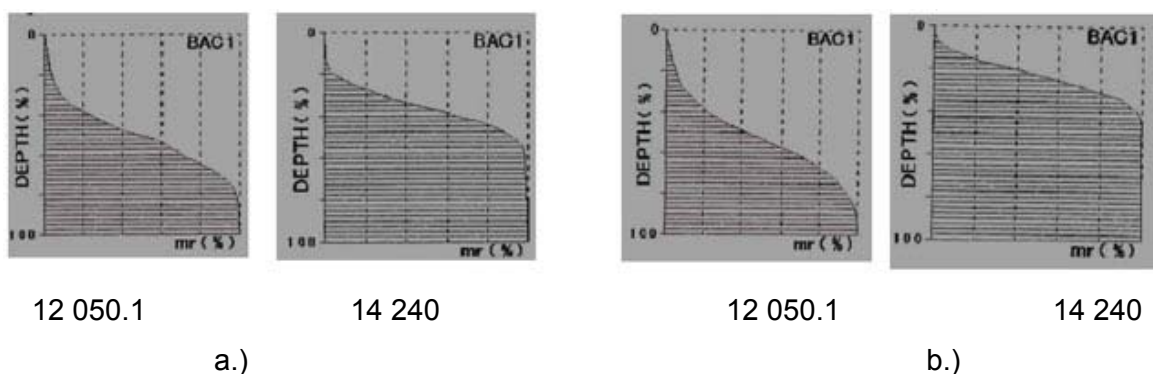 0 BAC1
DEPTH(%)
100
mr(%)
0 BAC1
DEPTH(%)
100
mr(%)
0 BAC1
DEPTH(%)
100
mr(%)
0 BAC1
DEPTH(%)
100
mr(%)
12 050.1 14 240 12 050.1 14 240
a.) b.)